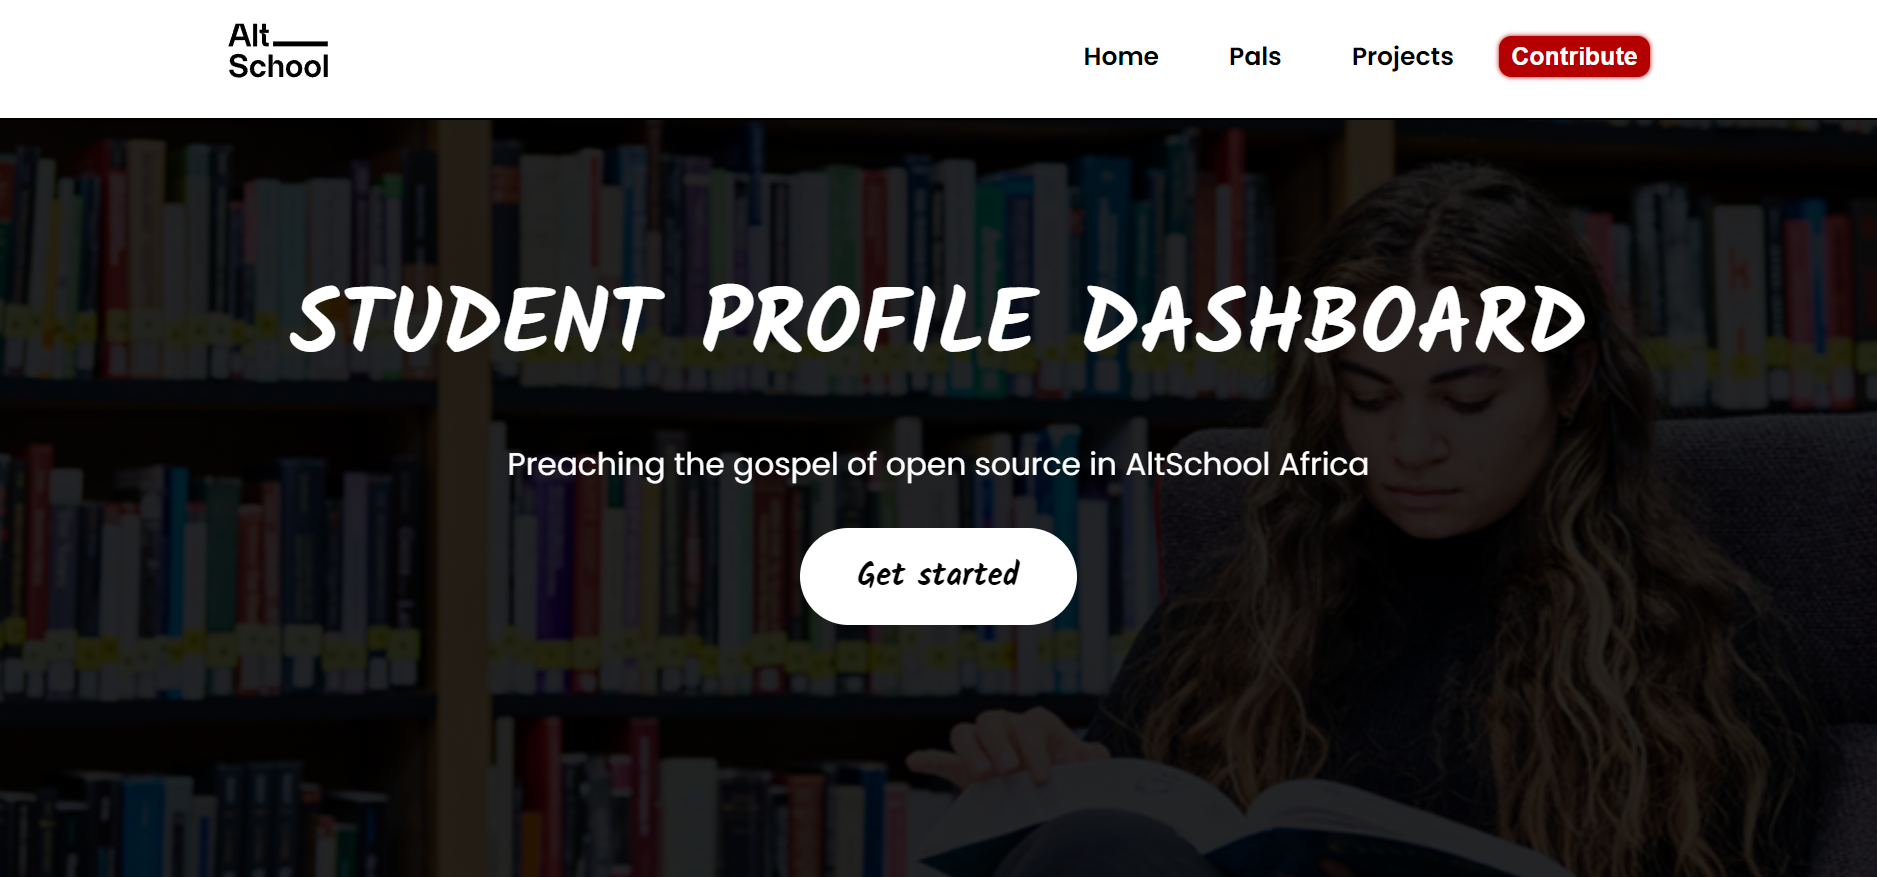 Alt
School
Home Pals Projects Contribute
STUDENT PROFILE DASHBOARD
Preaching the gospel of open source in AltSchool Africa
Get started